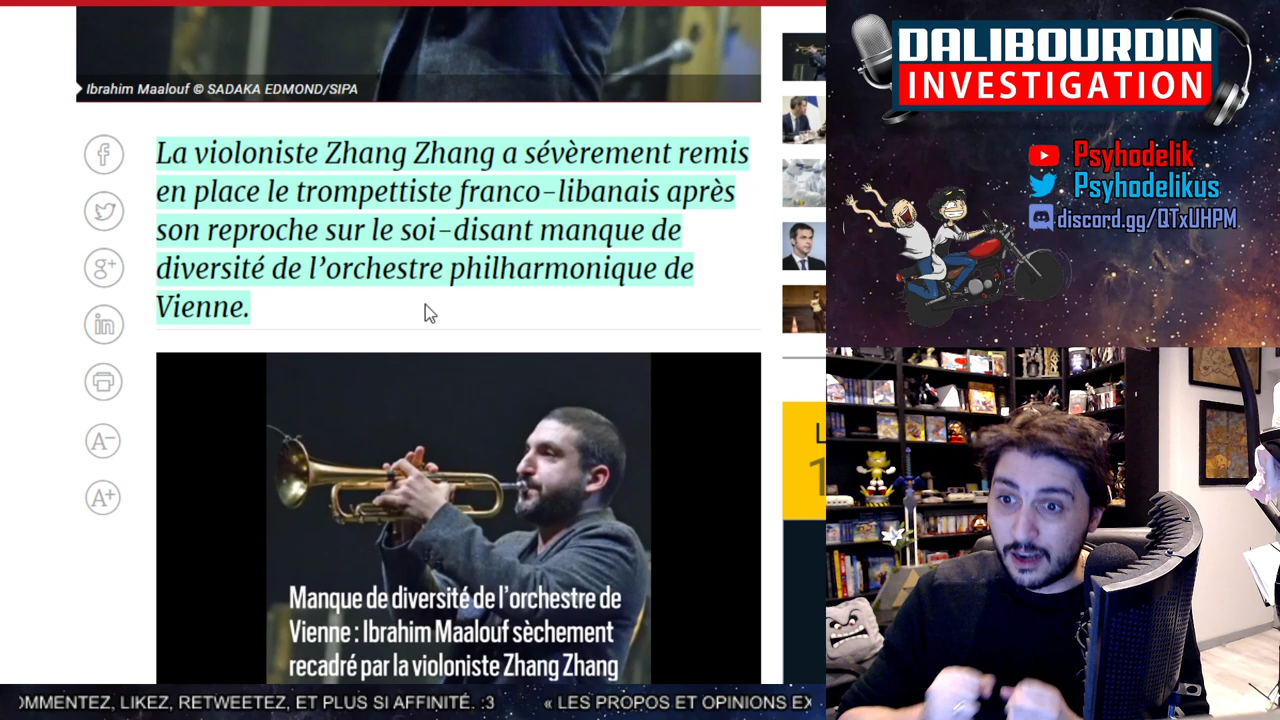 Ibrahim Maalouf © SADAKA EDMOND/SIPA
La violoniste Zhang Zhang a sévèrement remis
en place le trompettiste franco-libanais après
son reproche sur le soi-disant manque de
diversité de l'orchestre philharmonique de
Vienne.
A-
A+
Manque de diversité de l'orchestre de
Vienne : Ibrahim Maalouf sèchement
recadré par la violoniste Zhang Zhang
OMMENTEZ, LIKEZ, RETWEETEZ, ET PLUS SI AFFINITÉ. :3 « LES PROPOS ET OPINIONS EX
DALIBOURDIN
INVESTIGATION
Psyhodelik
Psyhodelikus
discord.gg/QTxUHPM